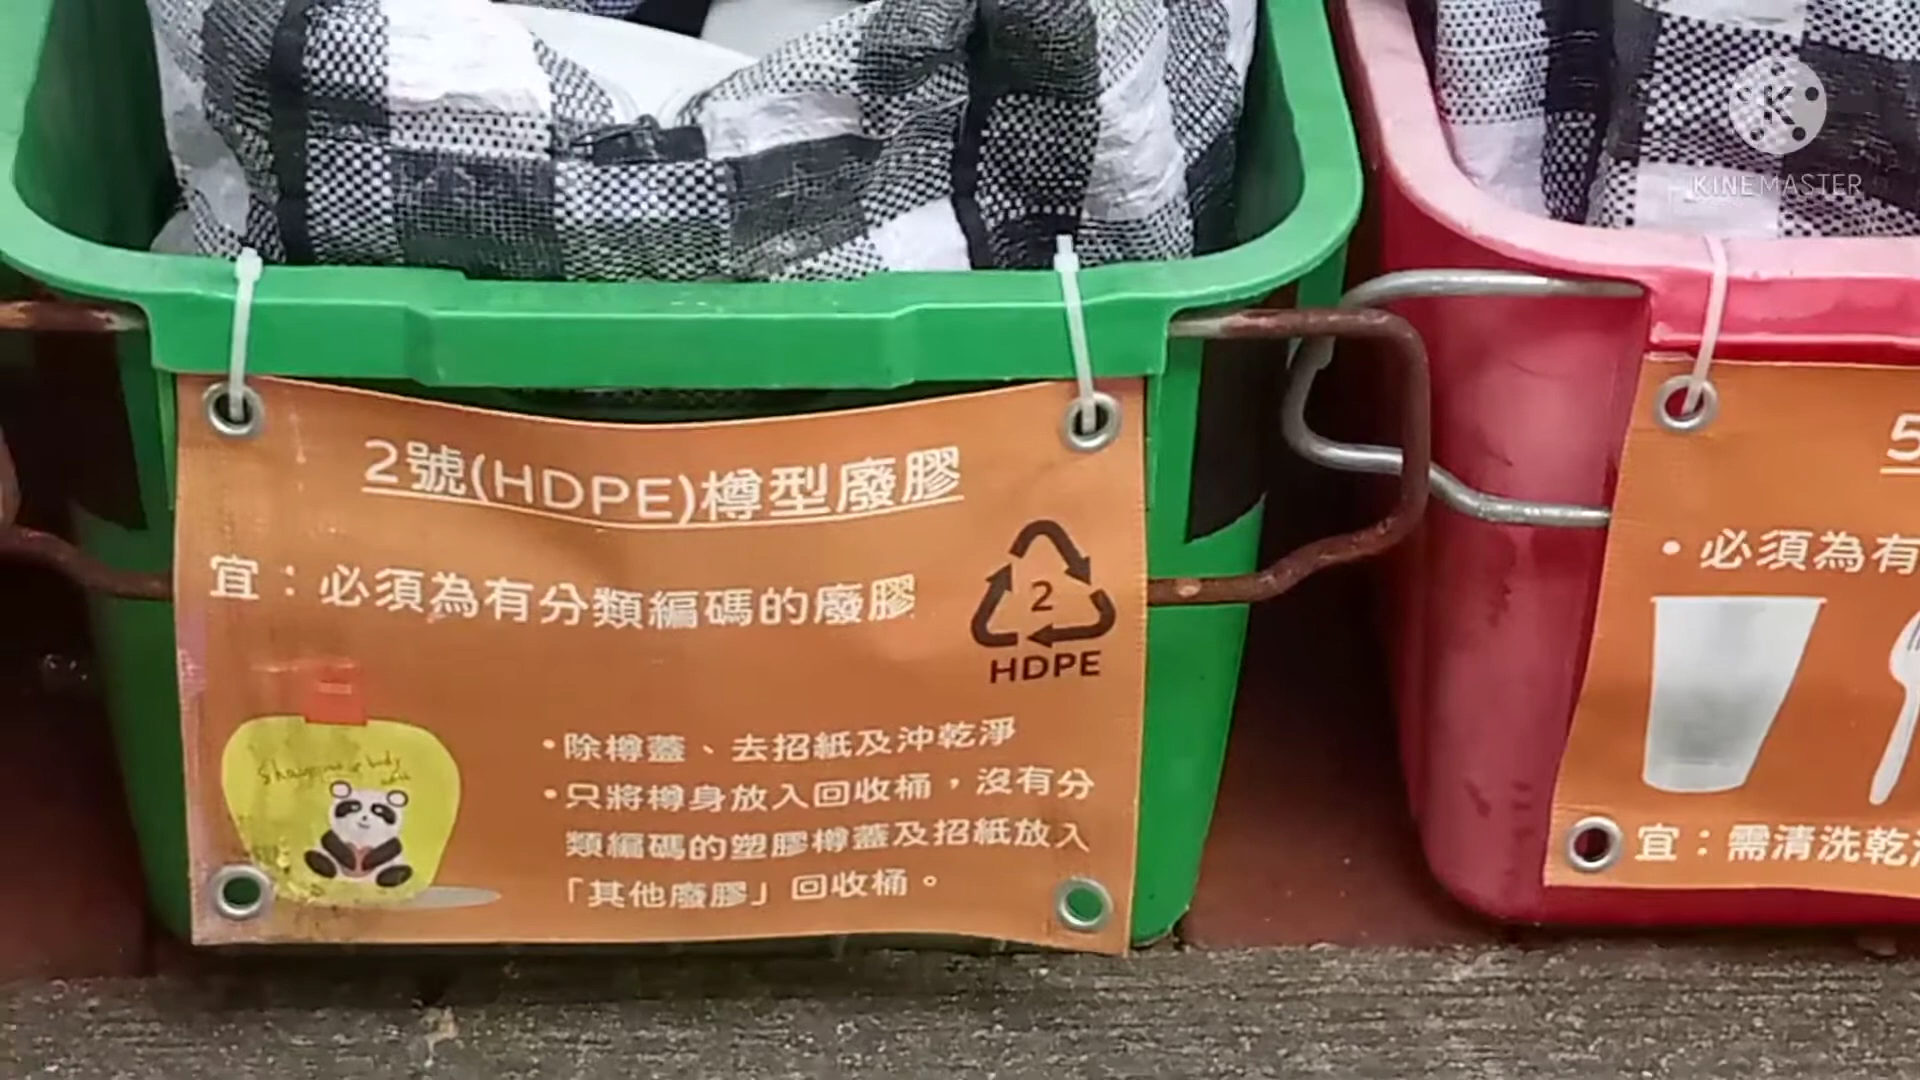 KINEMASTER
2號(HDPE)樽型廢膠
宜：必須為有分類編碼的廢膠
2
HDPE
•除樽蓋、去招紙及沖乾淨
•只將樽身放入回收桶，沒有分
類編碼的塑膠樽蓋及招紙放入
「其他廢膠」回收桶。
5
•必須為有
宜：需清洗乾